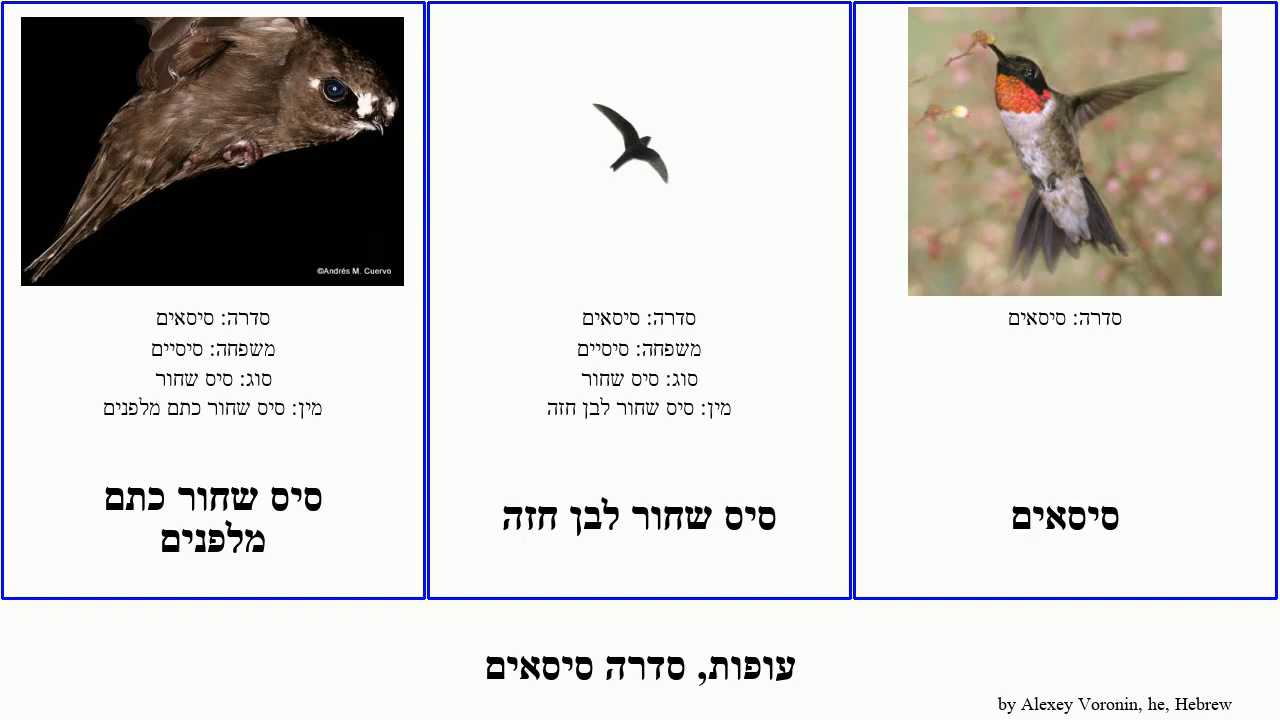 ©Andrés M. Cuervo
סדרה: סיסאים
משפחה: סיסיים
סוג: סיס שחור
מין: סיס שחור כתם מלפנים
סיס שחור כתם
מלפנים
סדרה: סיסאים
משפחה: סיסיים
סוג: סיס שחור
מין: סיס שחור לבן חזה
סיס שחור לבן חזה
סדרה: סיסאים
סיסאים
עופות, סדרה סיסאים
by Alexey Voronin, he, Hebrew